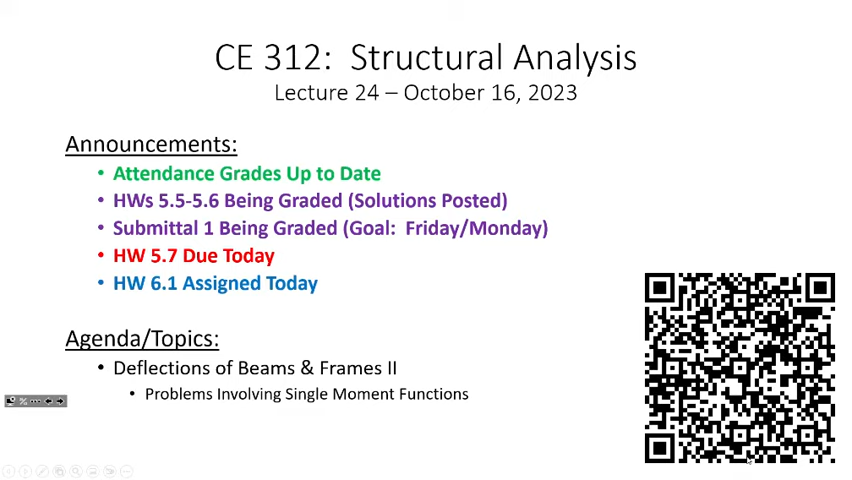 CE 312: Structural Analysis
Lecture 24 – October 16, 2023
Announcements:
• Attendance Grades Up to Date
• HWs 5.5-5.6 Being Graded (Solutions Posted)
• Submittal 1 Being Graded (Goal: Friday/Monday)
• HW 5.7 Due Today
• HW 6.1 Assigned Today
Agenda/Topics:
• Deflections of Beams & Frames II
• Problems Involving Single Moment Functions